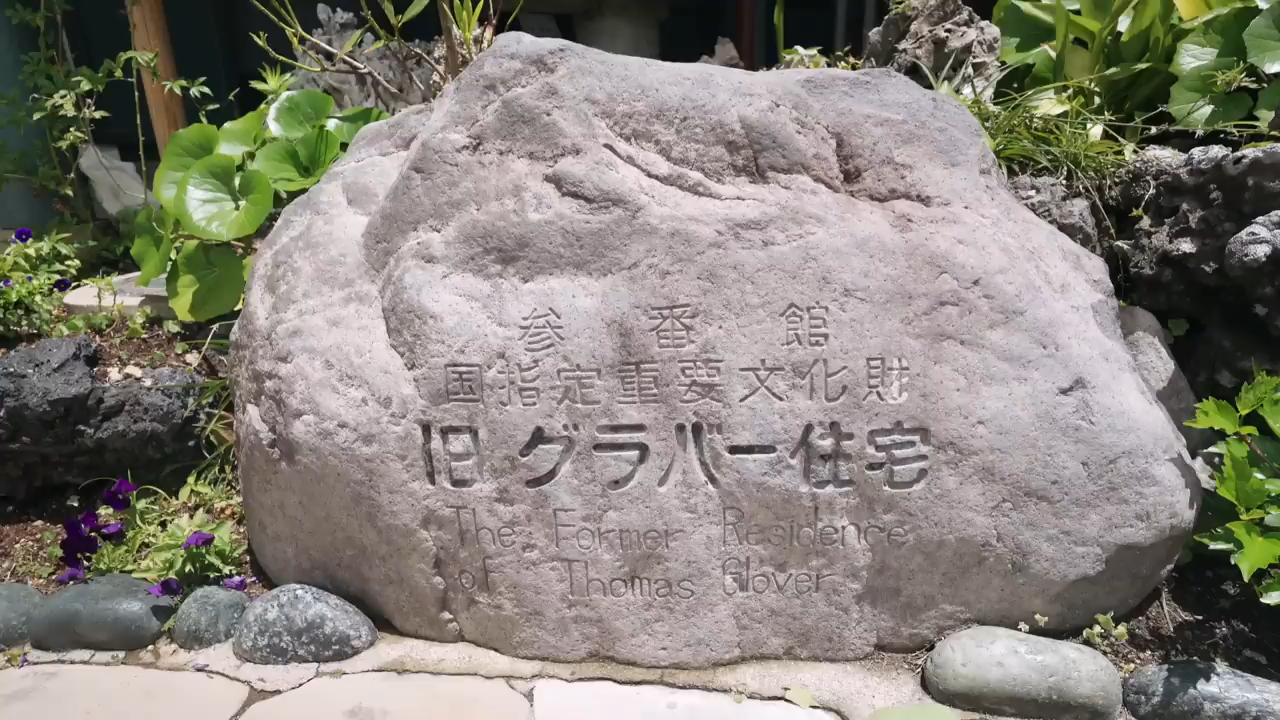 参番館
国指定重要文化財
旧グラバー住宅
The Former Residence
of Thomas Glover